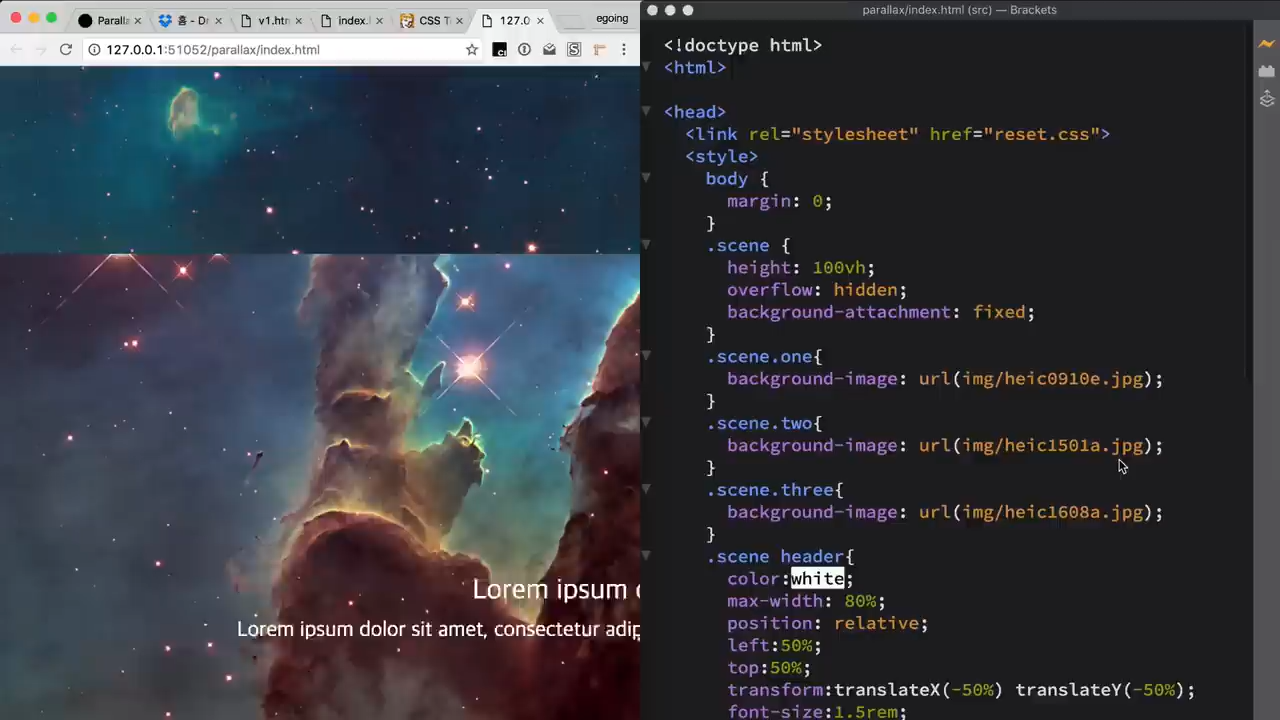 Paralla
홈 - Dr
v1.htm
index.l
CSS T
127.0
egoing
127.0.0.1:51052/parallax/index.html
Lorem ipsum
Lorem ipsum dolor sit amet, consectetur adip
parallax/index.html (src) — Brackets
<!doctype html>
<html>
<head>
<link rel="stylesheet" href="reset.css">
<style>
body {
margin: 0;
}
.scene {
height: 100vh;
overflow: hidden;
background-attachment: fixed;
}
.scene.one{
background-image: url(img/heic0910e.jpg);
}
.scene.two{
background-image: url(img/heic1501a.jpg);
}
.scene.three{
background-image: url(img/heic1608a.jpg);
}
.scene header{
color:white;
max-width: 80%;
position: relative;
left:50%;
top:50%;
transform:translateX(-50%) translateY(-50%);
font-size:1.5rem;